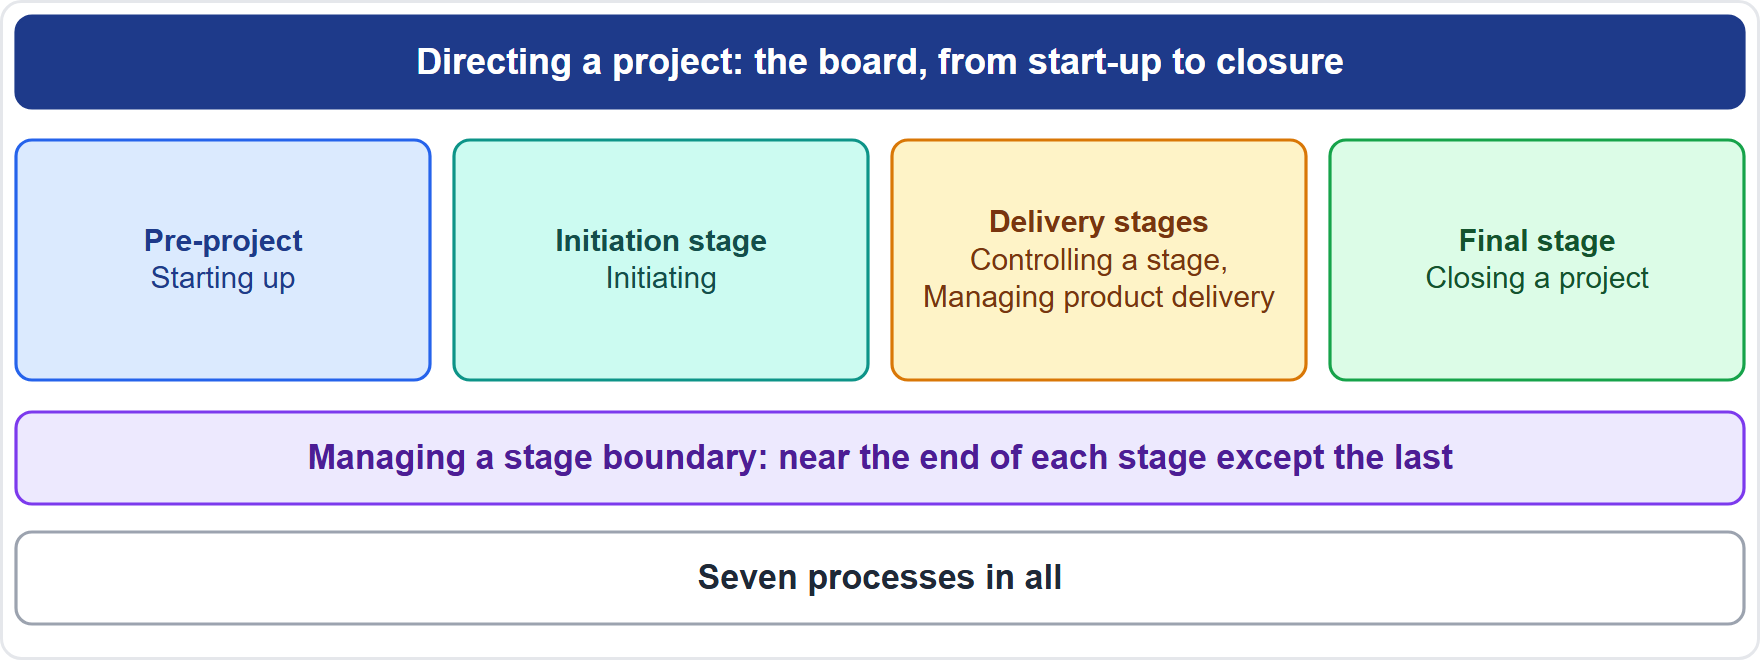 Directing a project: the board, from start-up to closure
Pre-project
Starting up
Initiation stage
Initiating
Delivery stages
Controlling a stage,
Managing product delivery
Final stage
Closing a project
Managing a stage boundary: near the end of each stage except the last
Seven processes in all